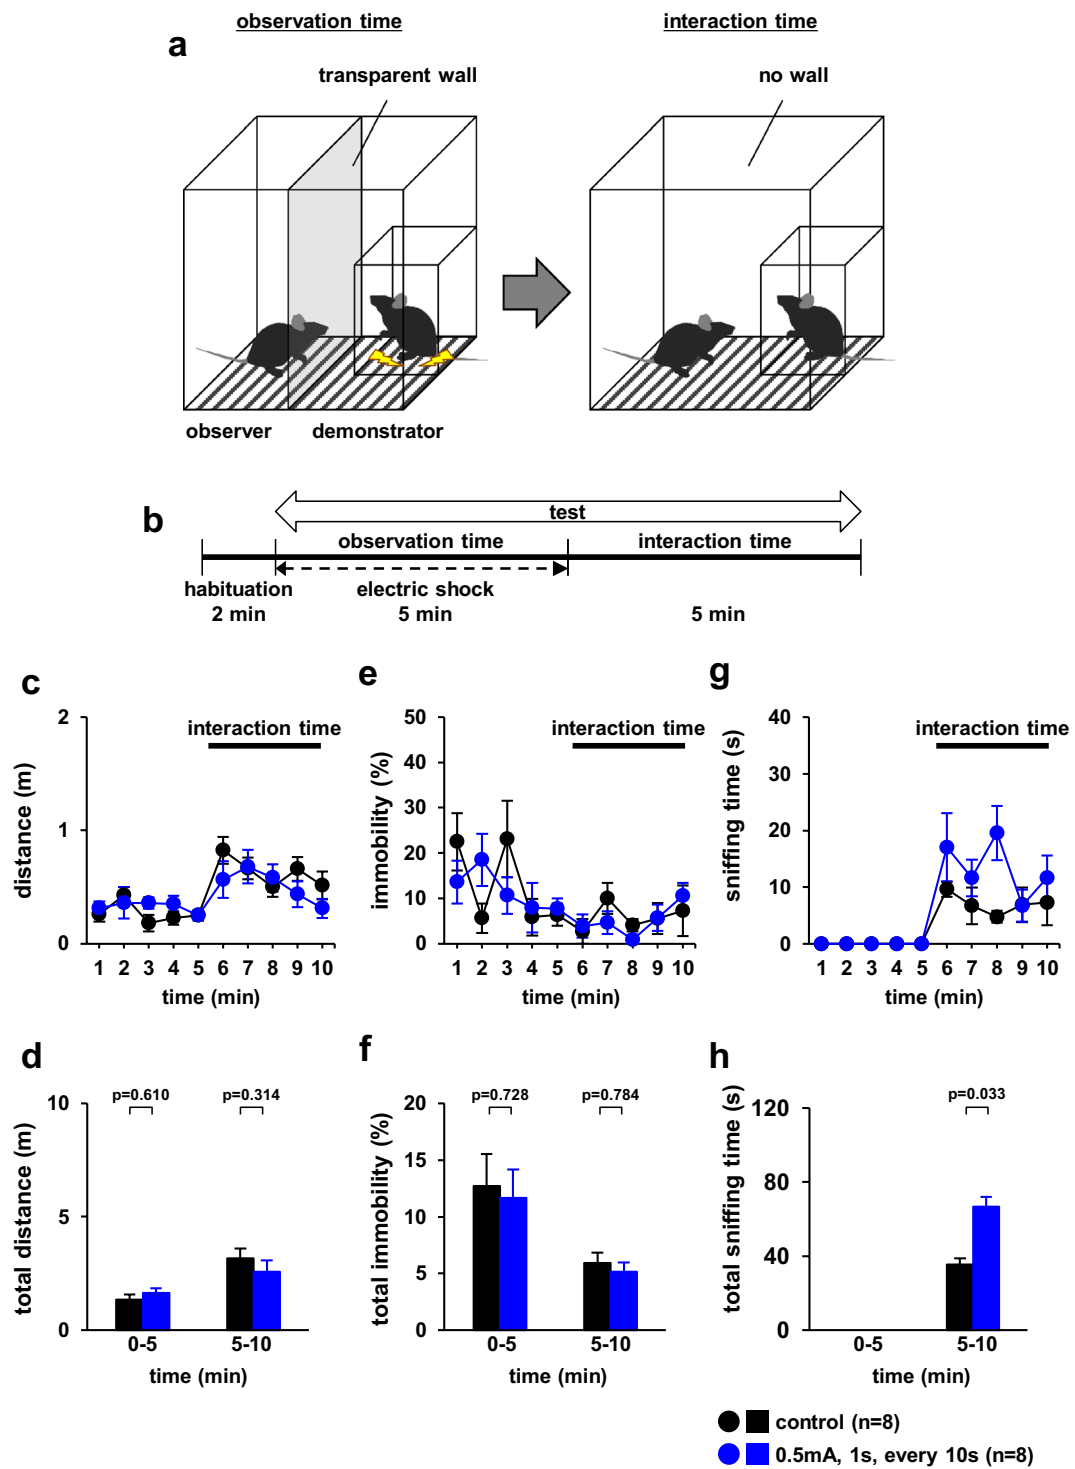 observation time
interaction time
a
transparent wall
no wall
observer
demonstrator
b
test
observation time
interaction time
habituation
electric shock
2 min
5 min
5 min
c
e
g
2
1
0
distance (m)
interaction time
1 2 3 4 5 6 7 8 9 10
time (min)
50
40
30
20
10
0
immobility (%)
interaction time
1 2 3 4 5 6 7 8 9 10
time (min)
40
30
20
10
0
sniffing time (s)
interaction time
1 2 3 4 5 6 7 8 9 10
time (min)
d
f
h
10
5
0
total distance (m)
p=0.610
p=0.314
0-5
5-10
time (min)
20
15
10
5
0
total immobility (%)
p=0.728
p=0.784
0-5
5-10
time (min)
120
80
40
0
total sniffing time (s)
p=0.033
0-5
5-10
time (min)
control (n=8)
0.5mA, 1s, every 10s (n=8)